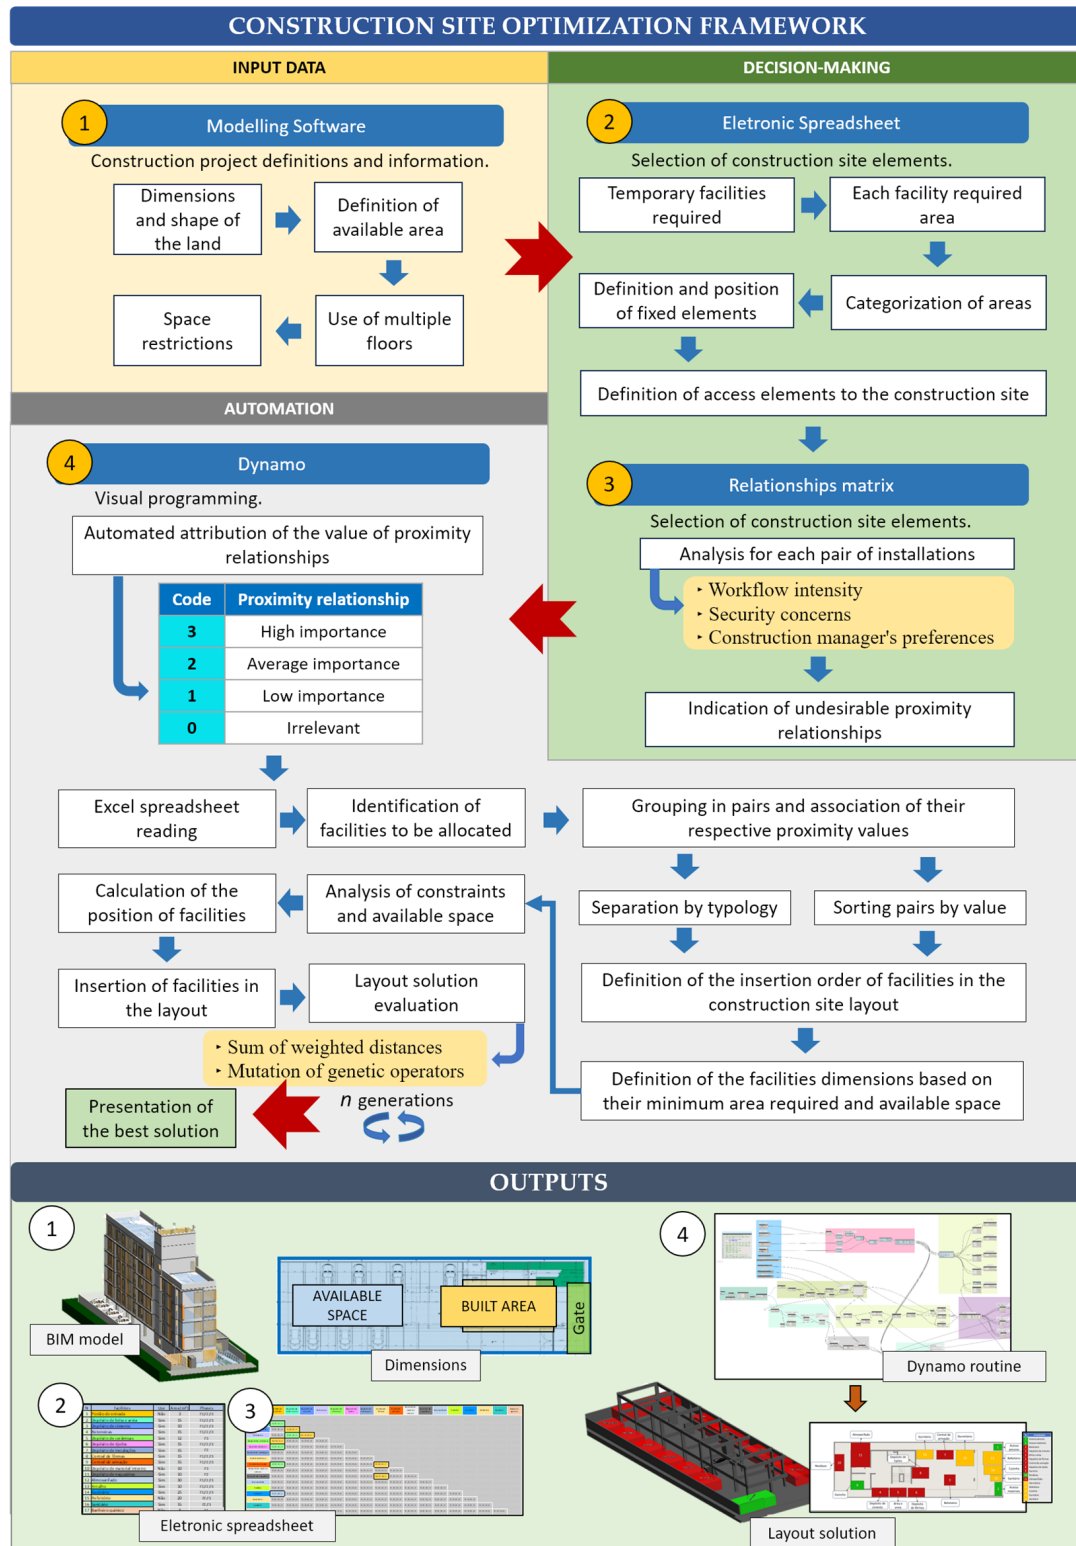 CONSTRUCTION SITE OPTIMIZATION FRAMEWORK
INPUT DATA
1
Modelling Software
Construction project definitions and information.
Dimensions
and shape of
the land
Definition of
available area
Space
restrictions
Use of multiple
floors
DECISION-MAKING
2
Eletronic Spreadsheet
Selection of construction site elements.
Temporary facilities
required
Each facility required
area
Definition and position
of fixed elements
Categorization of areas
Definition of access elements to the construction site
3
Relationships matrix
Selection of construction site elements.
Analysis for each pair of installations
‣ Workflow intensity
‣ Security concerns
‣ Construction manager's preferences
Indication of undesirable proximity
relationships
AUTOMATION
4
Dynamo
Visual programming.
Automated attribution of the value of proximity
relationships
Code Proximity relationship
3 High importance
2 Average importance
1 Low importance
0 Irrelevant
Excel spreadsheet
reading
Identification of
facilities to be allocated
Grouping in pairs and association of their
respective proximity values
Calculation of the
position of facilities
Analysis of constraints
and available space
Separation by typology
Sorting pairs by value
Insertion of facilities in
the layout
Layout solution
evaluation
Definition of the insertion order of facilities in the
construction site layout
‣ Sum of weighted distances
‣ Mutation of genetic operators
Definition of the facilities dimensions based on
their minimum area required and available space
Presentation of
the best solution
n generations
OUTPUTS
1
BIM model
AVAILABLE
SPACE
BUILT AREA
Gate
Dimensions
4
Dynamo routine
2
3
Eletronic spreadsheet
Layout solution